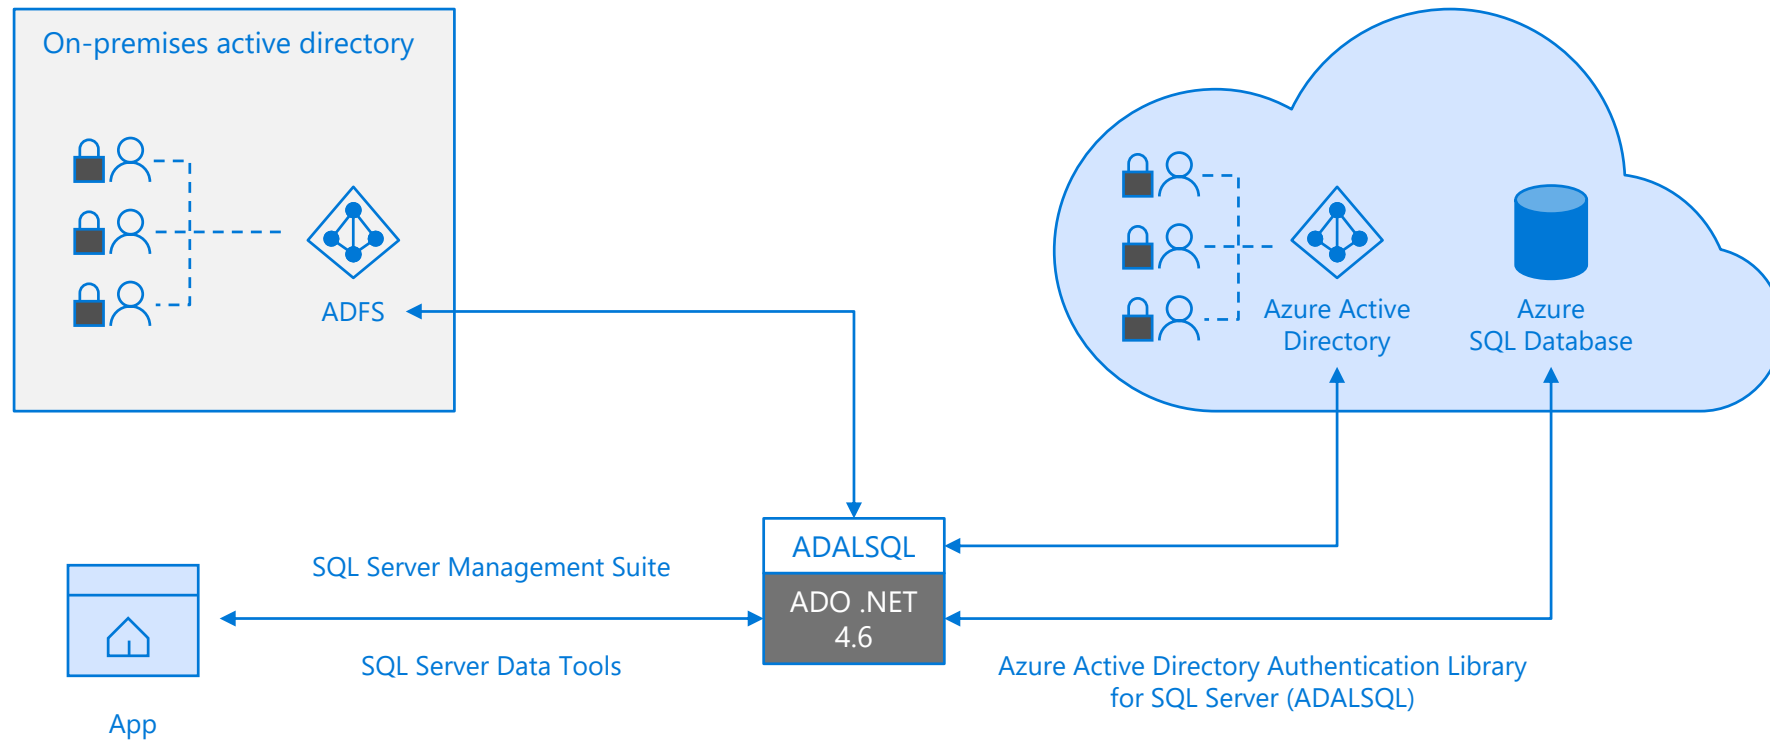 On-premises active directory
ADFS
Azure Active
Directory
Azure
SQL Database
ADALSQL
ADO .NET
4.6
SQL Server Management Suite
SQL Server Data Tools
App
Azure Active Directory Authentication Library
for SQL Server (ADALSQL)